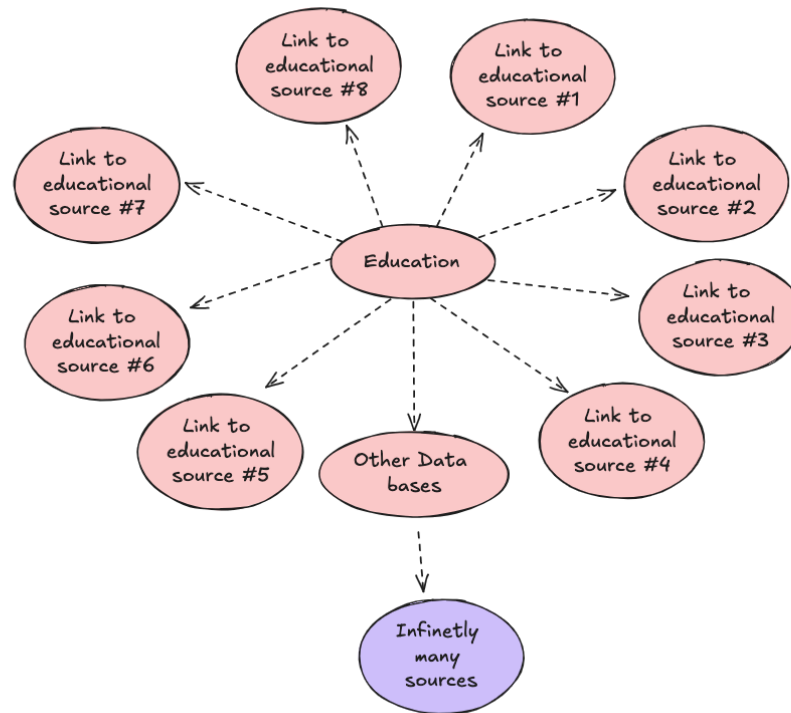 Link to
educational
source #8
Link to
educational
source #1
Link to
educational
source #7
Link to
educational
source #2
Education
Link to
educational
source #6
Link to
educational
source #3
Link to
educational
source #5
Other Data
bases
Link to
educational
source #4
Infinetly
many
sources